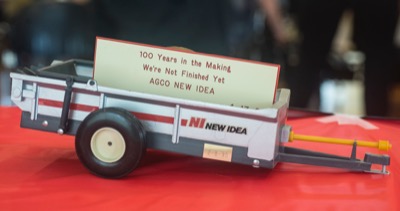 100 Years in the Making
We're Not Finished Yet
AGCO NEW IDEA
NI NEW IDEA